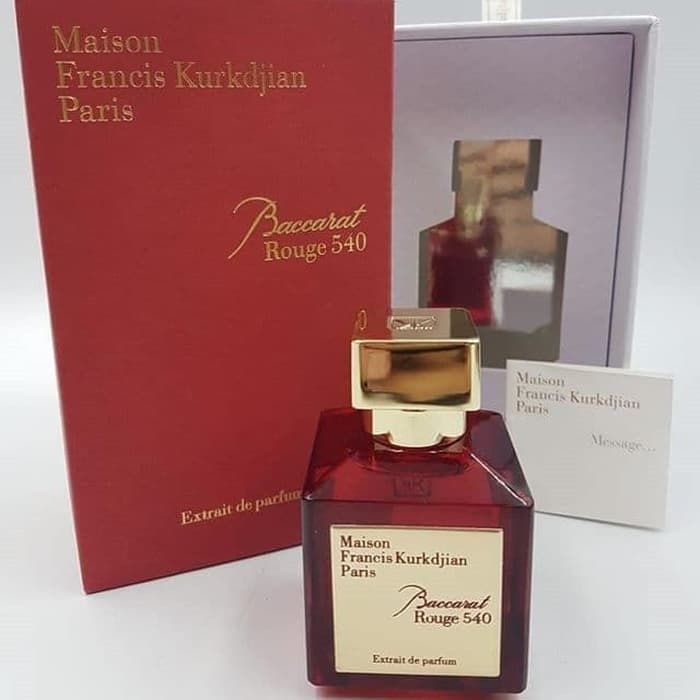 Maison
Francis Kurkdjian
Paris
Baccarat
Rouge 540
Extrait de parfum
Maison
Francis Kurkdjian
Paris
Message...
Maison
Francis Kurkdjian
Paris
Baccarat
Rouge 540
Extrait de parfum